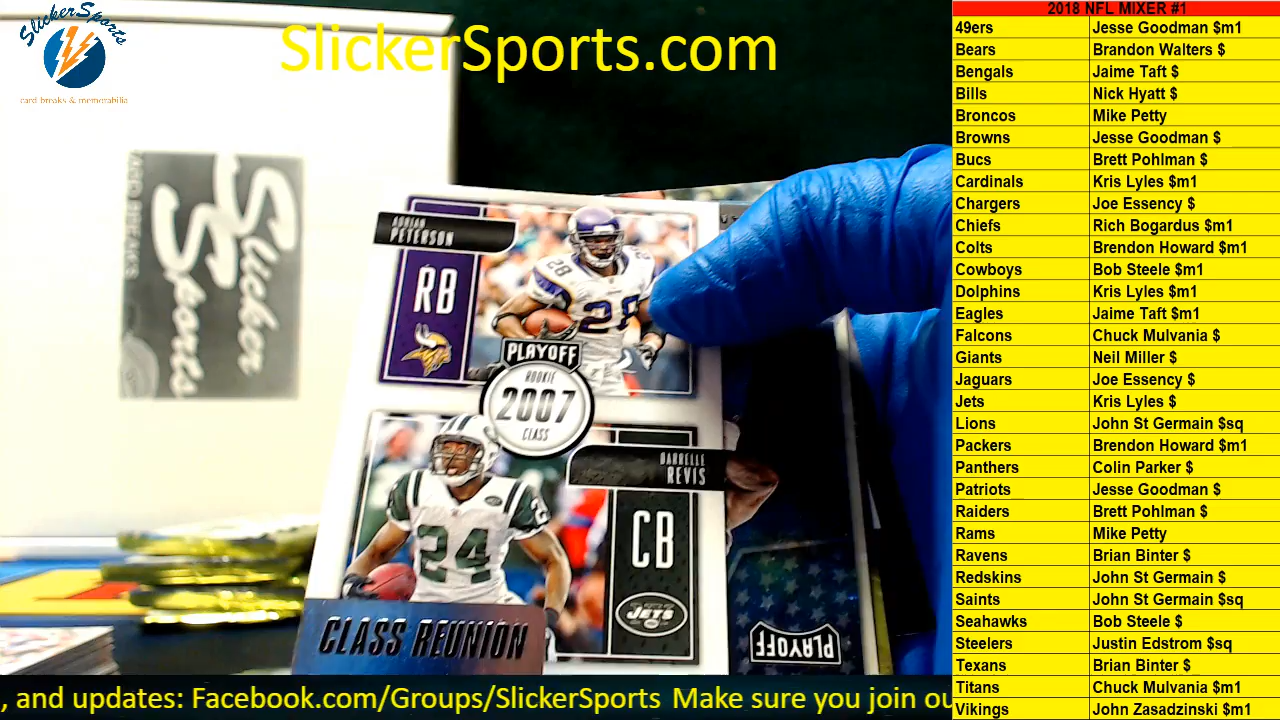 SlickerSports
card breaks & memorabilia
SlickerSports.com
Slicker
Sports
CARD BREAKS
ADRIAN
PETERSON
RB
28
PLAYOFF
ROOKIE
2007
CLASS
DARRELLE
REVIS
24
CB
JETS
CLASS REUNION
PLAYOFF
, and updates: Facebook.com/Groups/SlickerSports Make sure you join ou
2018 NFL MIXER #1
49ers Jesse Goodman $m1
Bears Brandon Walters $
Bengals Jaime Taft $
Bills Nick Hyatt $
Broncos Mike Petty
Browns Jesse Goodman $
Bucs Brett Pohlman $
Cardinals Kris Lyles $m1
Chargers Joe Essency $
Chiefs Rich Bogardus $m1
Colts Brendon Howard $m1
Cowboys Bob Steele $m1
Dolphins Kris Lyles $m1
Eagles Jaime Taft $m1
Falcons Chuck Mulvania $
Giants Neil Miller $
Jaguars Joe Essency $
Jets Kris Lyles $
Lions John St Germain $sq
Packers Brendon Howard $m1
Panthers Colin Parker $
Patriots Jesse Goodman $
Raiders Brett Pohlman $
Rams Mike Petty
Ravens Brian Binter $
Redskins John St Germain $
Saints John St Germain $sq
Seahawks Bob Steele $
Steelers Justin Edstrom $sq
Texans Brian Binter $
Titans Chuck Mulvania $m1
Vikings John Zasadzinski $m1